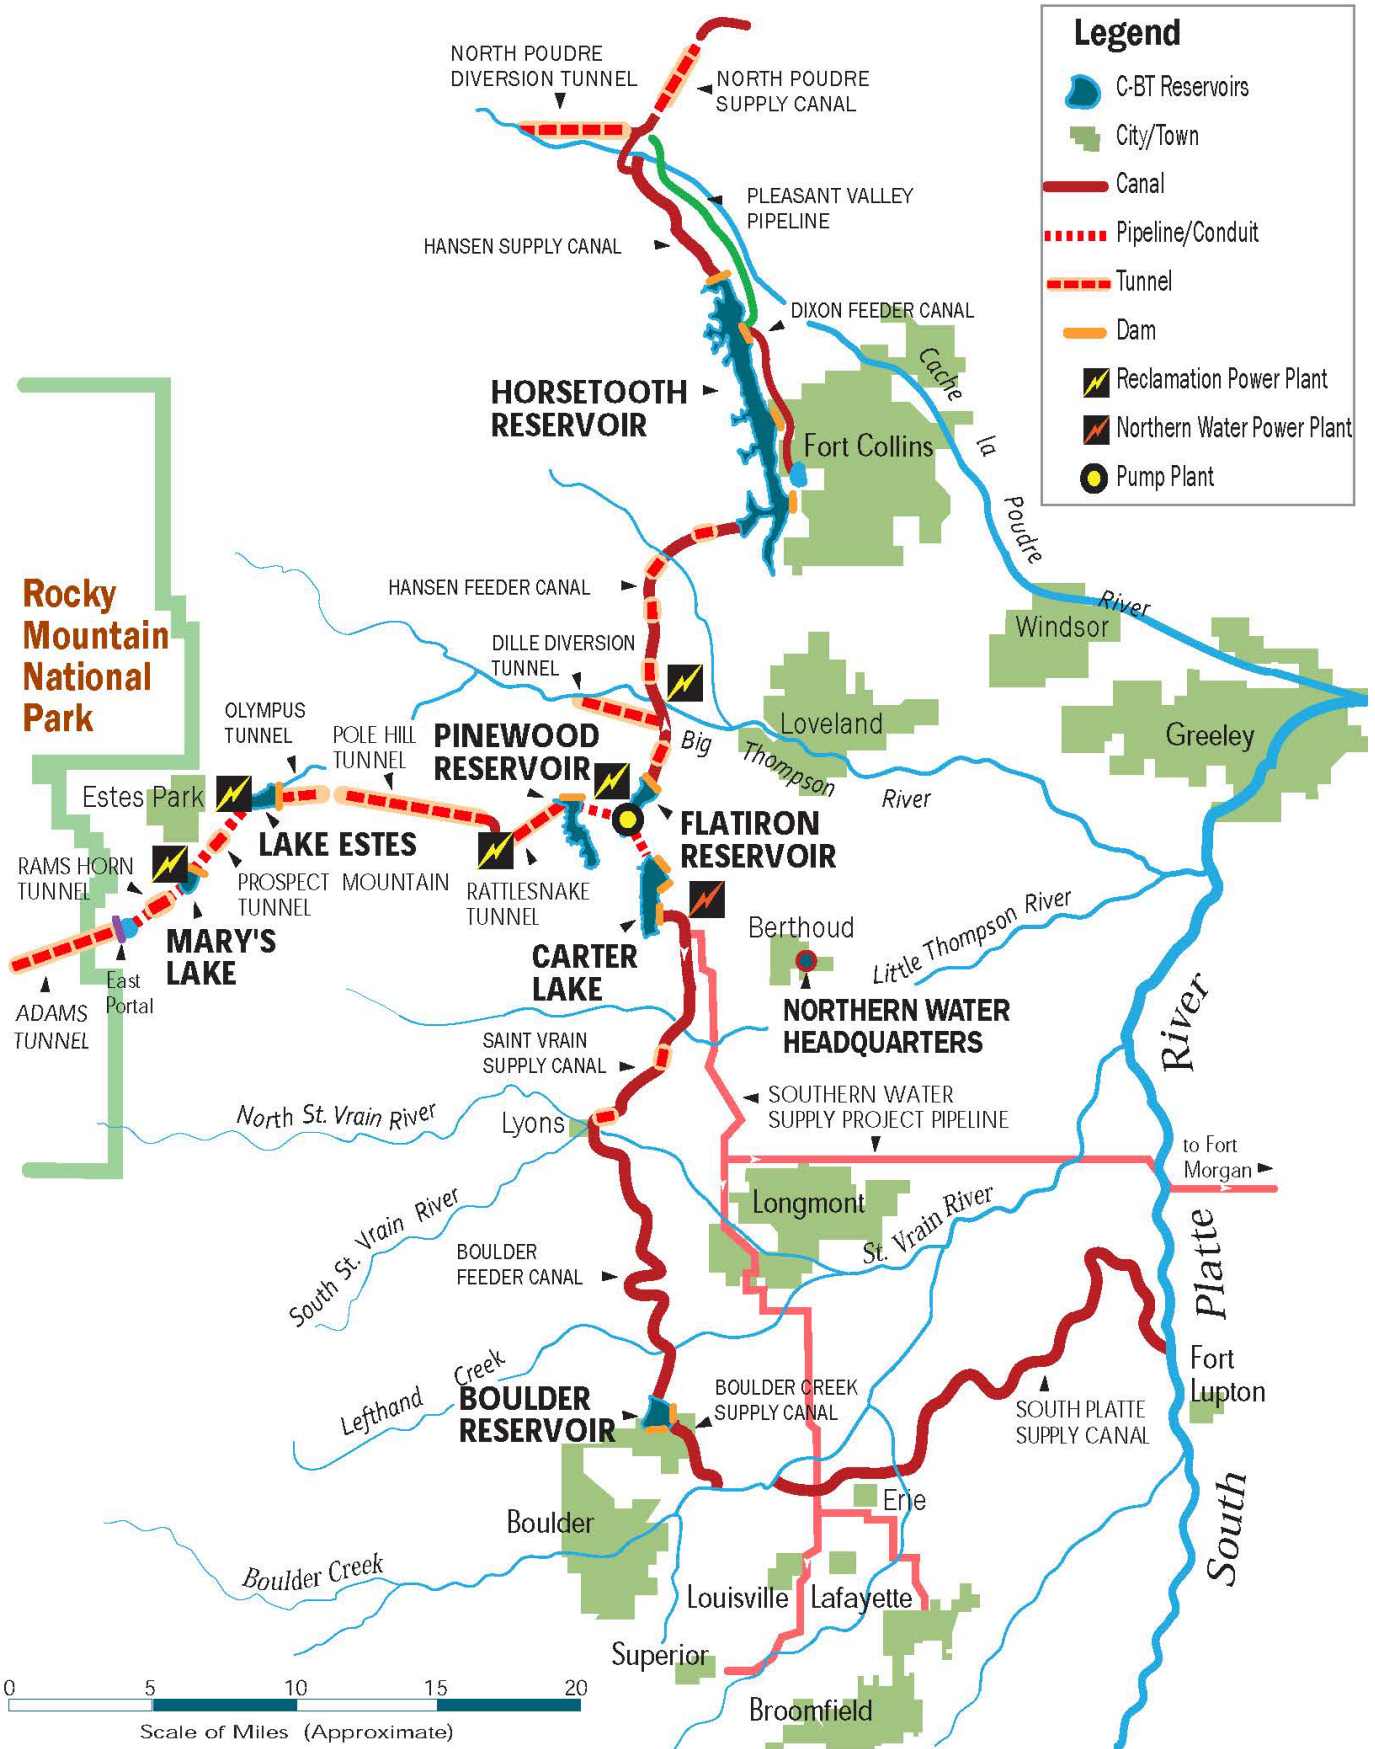 NORTH POUDRE
DIVERSION TUNNEL
NORTH POUDRE
SUPPLY CANAL
Legend
C-BT Reservoirs
City/Town
Canal
Pipeline/Conduit
Tunnel
Dam
Reclamation Power Plant
Northern Water Power Plant
Pump Plant
PLEASANT VALLEY
PIPELINE
HANSEN SUPPLY CANAL
DIXON FEEDER CANAL
HORSETOOTH
RESERVOIR
Fort Collins
Cache
la
Poudre
River
Windsor
HANSEN FEEDER CANAL
Rocky
Mountain
National
Park
DILLE DIVERSION
TUNNEL
OLYMPUS
TUNNEL
POLE HILL
TUNNEL
PINEWOOD
RESERVOIR
Loveland
Greeley
Big
Thompson
River
Estes Park
LAKE ESTES
FLATIRON
RESERVOIR
RAMS HORN
TUNNEL
PROSPECT MOUNTAIN
TUNNEL
RATTLESNAKE
TUNNEL
MARY'S
LAKE
CARTER
LAKE
Berthoud
Little Thompson River
East
Portal
ADAMS
TUNNEL
NORTHERN WATER
HEADQUARTERS
SAINT VRAIN
SUPPLY CANAL
River
North St. Vrain River
Lyons
SOUTHERN WATER
SUPPLY PROJECT PIPELINE
to Fort
Morgan
Longmont
South St. Vrain River
St. Vrain River
BOULDER
FEEDER CANAL
Platte
Lefthand
Creek
BOULDER
RESERVOIR
BOULDER CREEK
SUPPLY CANAL
SOUTH PLATTE
SUPPLY CANAL
Fort
Lupton
Erie
Boulder
South
Boulder Creek
Louisville
Lafayette
Superior
Broomfield
0 5 10 15 20
Scale of Miles (Approximate)